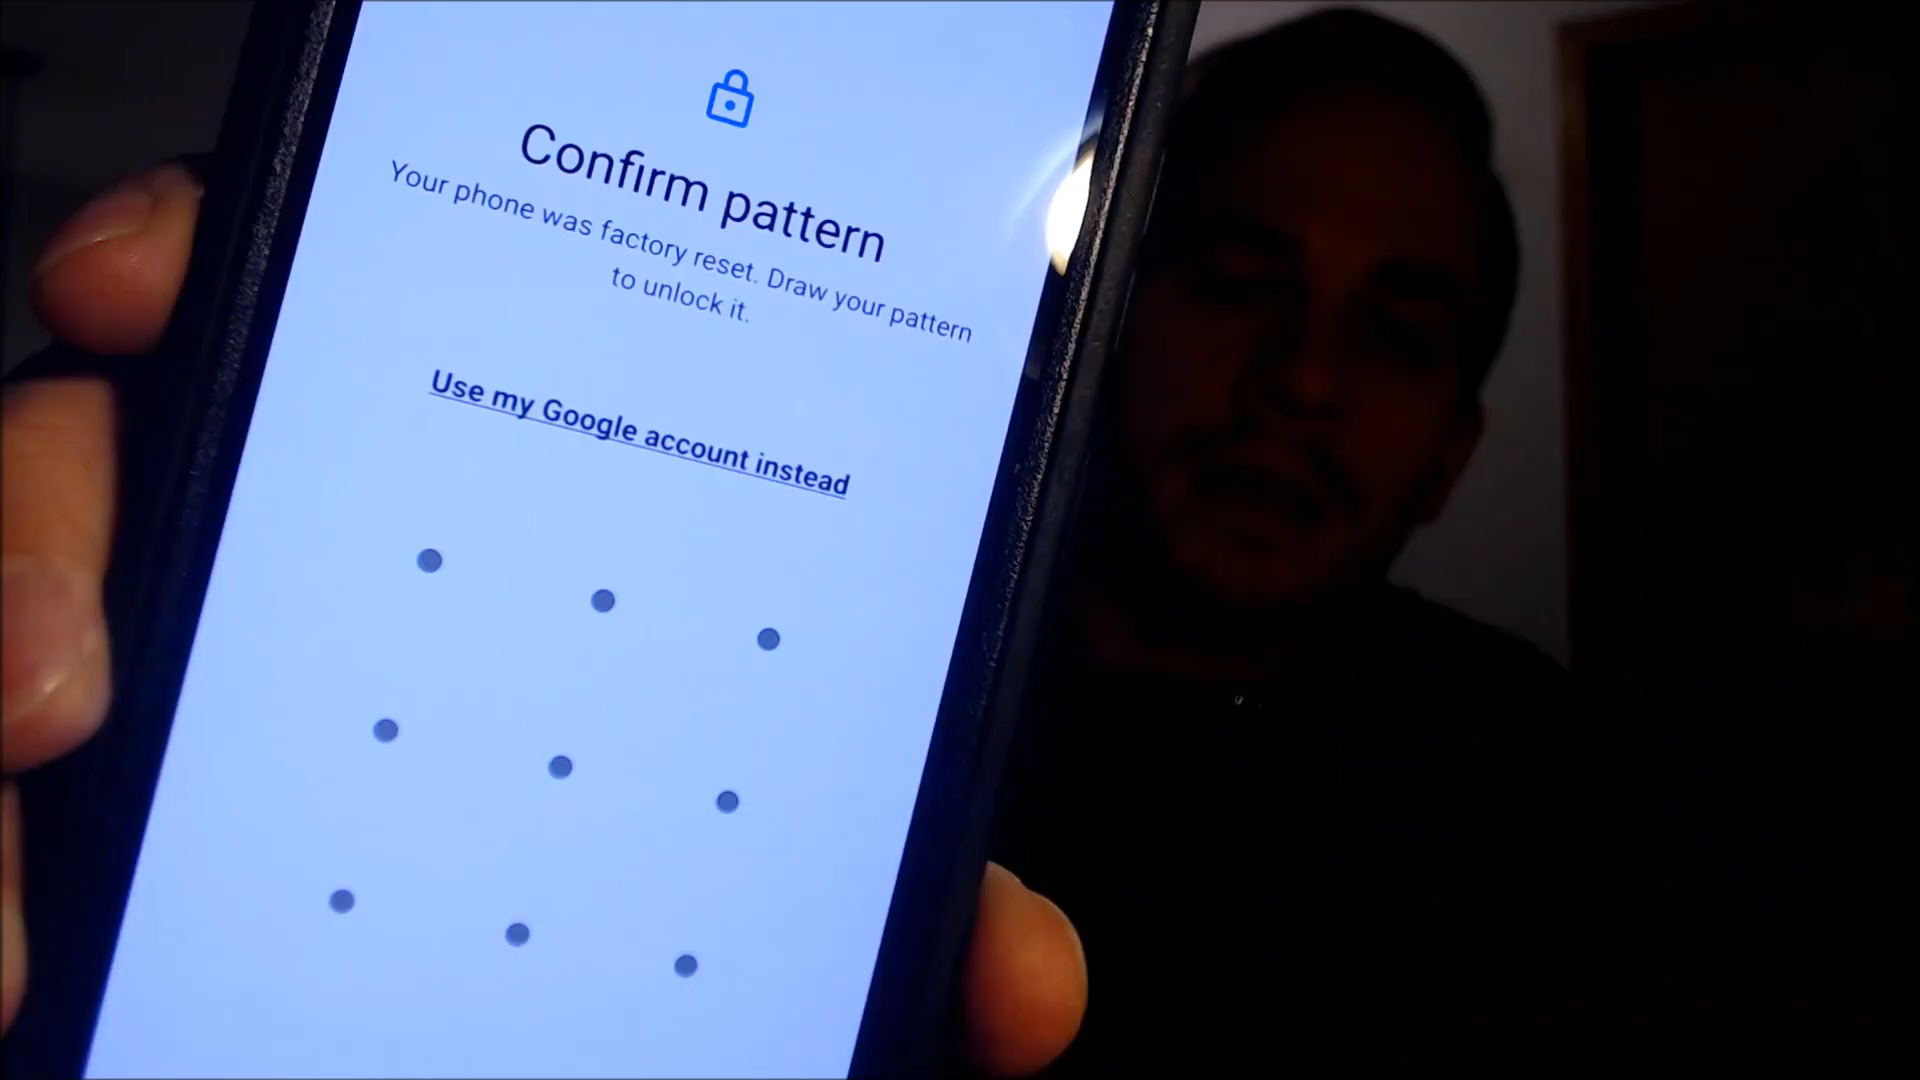 Confirm pattern
Your phone was factory reset. Draw your pattern
to unlock it.
Use my Google account instead